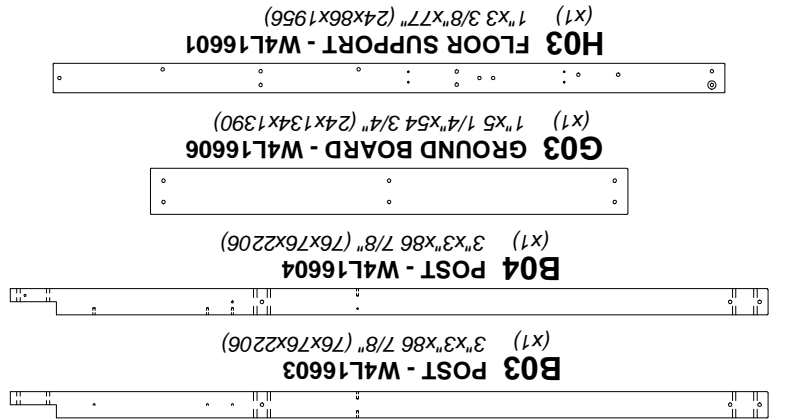 B03 POST - W4L16603
(x1) 3"x3"x86 7/8" (76x76x2206)
B04 POST - W4L16604
(x1) 3"x3"x86 7/8" (76x76x2206)
G03 GROUND BOARD - W4L16606
(x1) 1"x5 1/4"x54 3/4" (24x134x1390)
H03 FLOOR SUPPORT - W4L16601
(x1) 1"x3 3/8"x77" (24x86x1956)